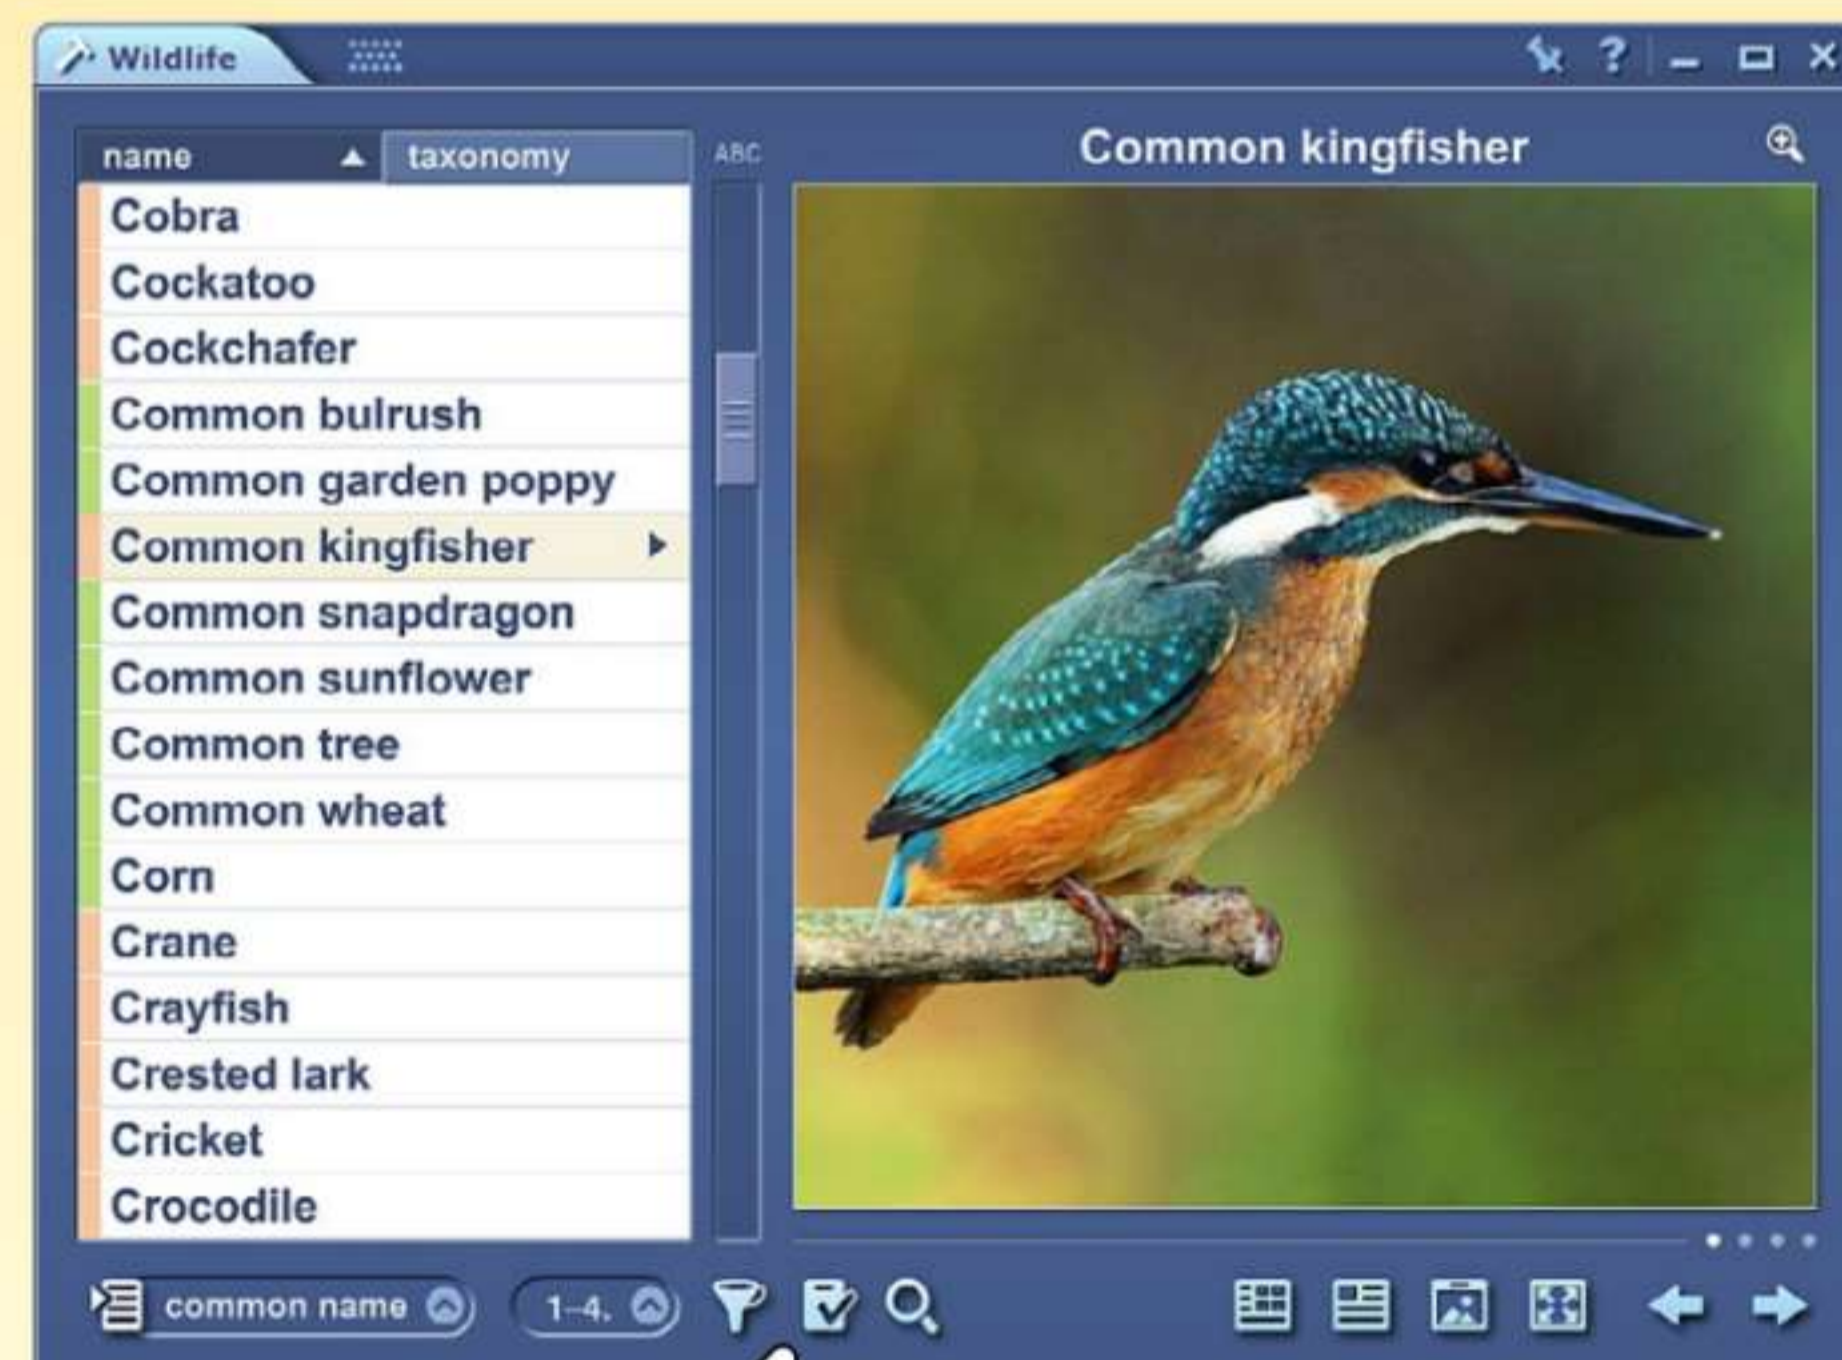 Wildlife
?
name taxonomy ABC
Common kingfisher
Cobra
Cockatoo
Cockchafer
Common bulrush
Common garden poppy
Common kingfisher
Common snapdragon
Common sunflower
Common tree
Common wheat
Corn
Crane
Crayfish
Crested lark
Cricket
Crocodile
common name 1–4.